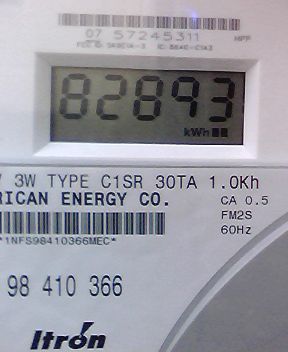 07 57245311 MPP
82893
kWh
3W TYPE C1SR 30TA 1.0Kh
RICAN ENERGY CO.
CA 0.5
FM2S
60Hz
*1NFS98410366MEC*
98 410 366
Itron